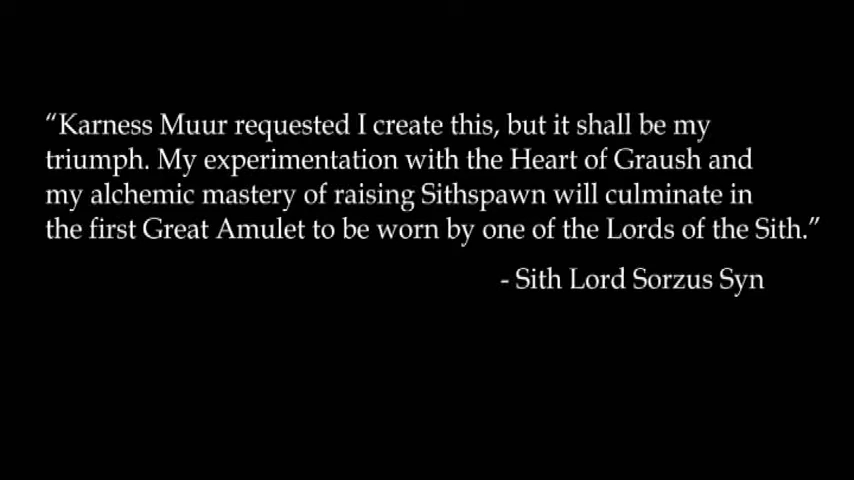 “Karness Muur requested I create this, but it shall be my
triumph. My experimentation with the Heart of Graush and
my alchemic mastery of raising Sithspawn will culminate in
the first Great Amulet to be worn by one of the Lords of the Sith.”
- Sith Lord Sorzus Syn